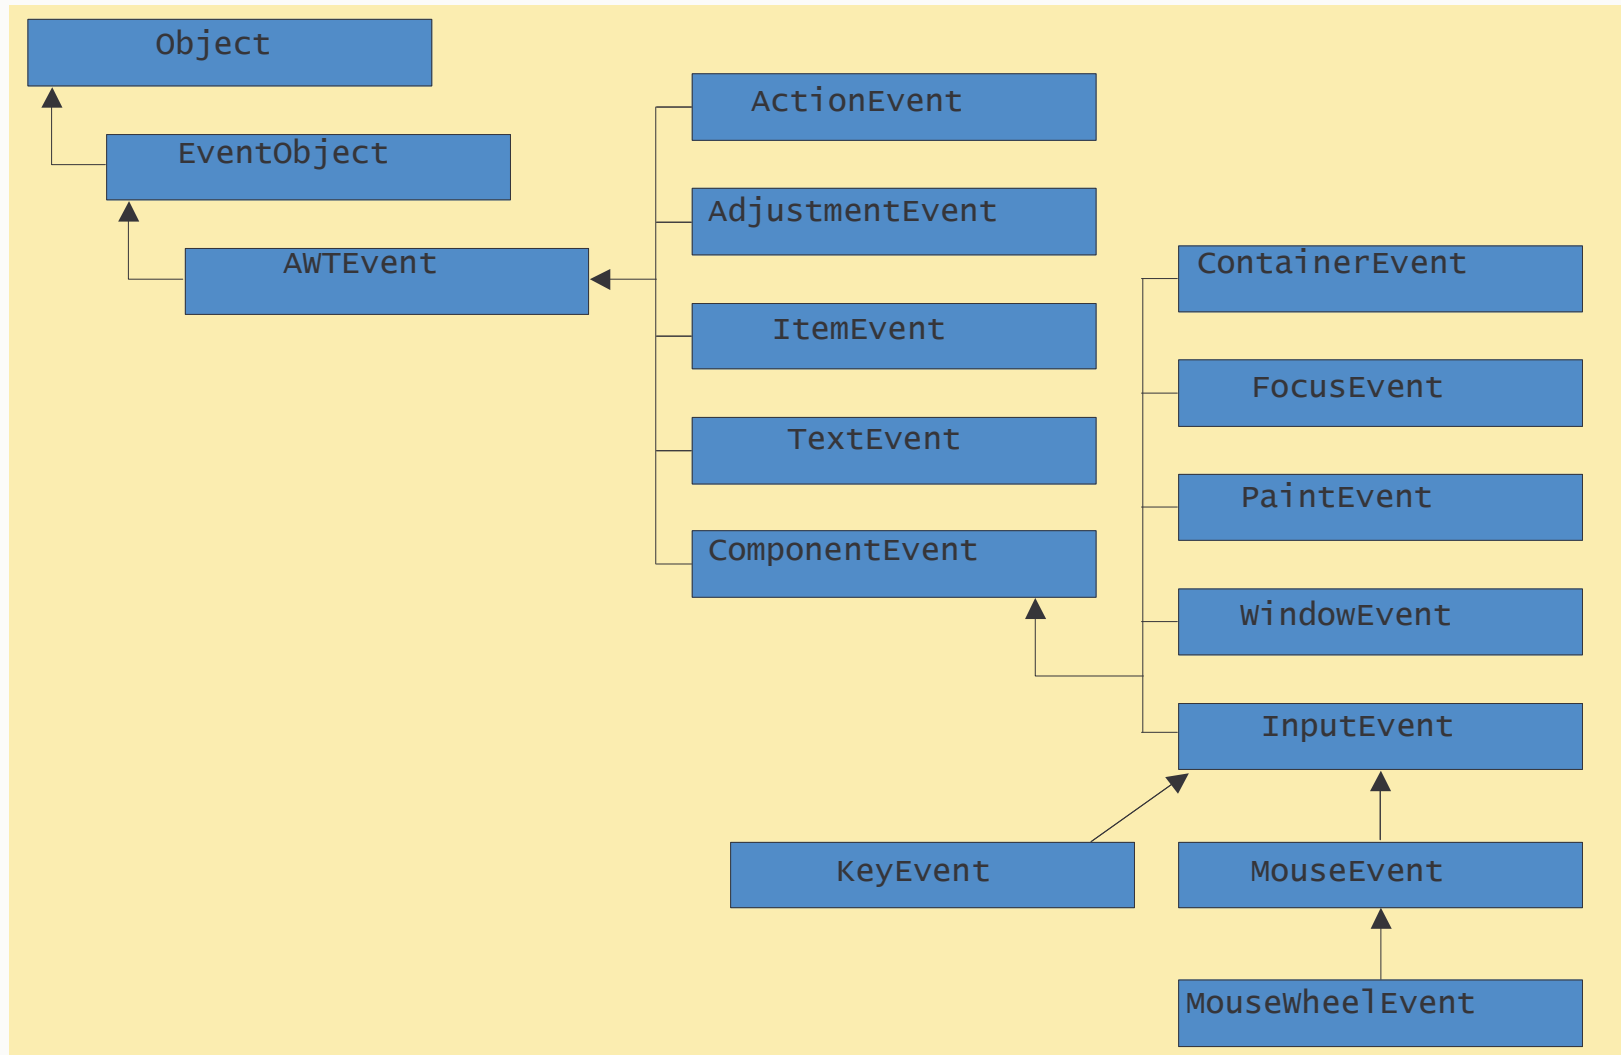 Object
EventObject
AWTEvent
ActionEvent
AdjustmentEvent
ItemEvent
TextEvent
ComponentEvent
ContainerEvent
FocusEvent
PaintEvent
WindowEvent
InputEvent
KeyEvent
MouseEvent
MouseWheelEvent